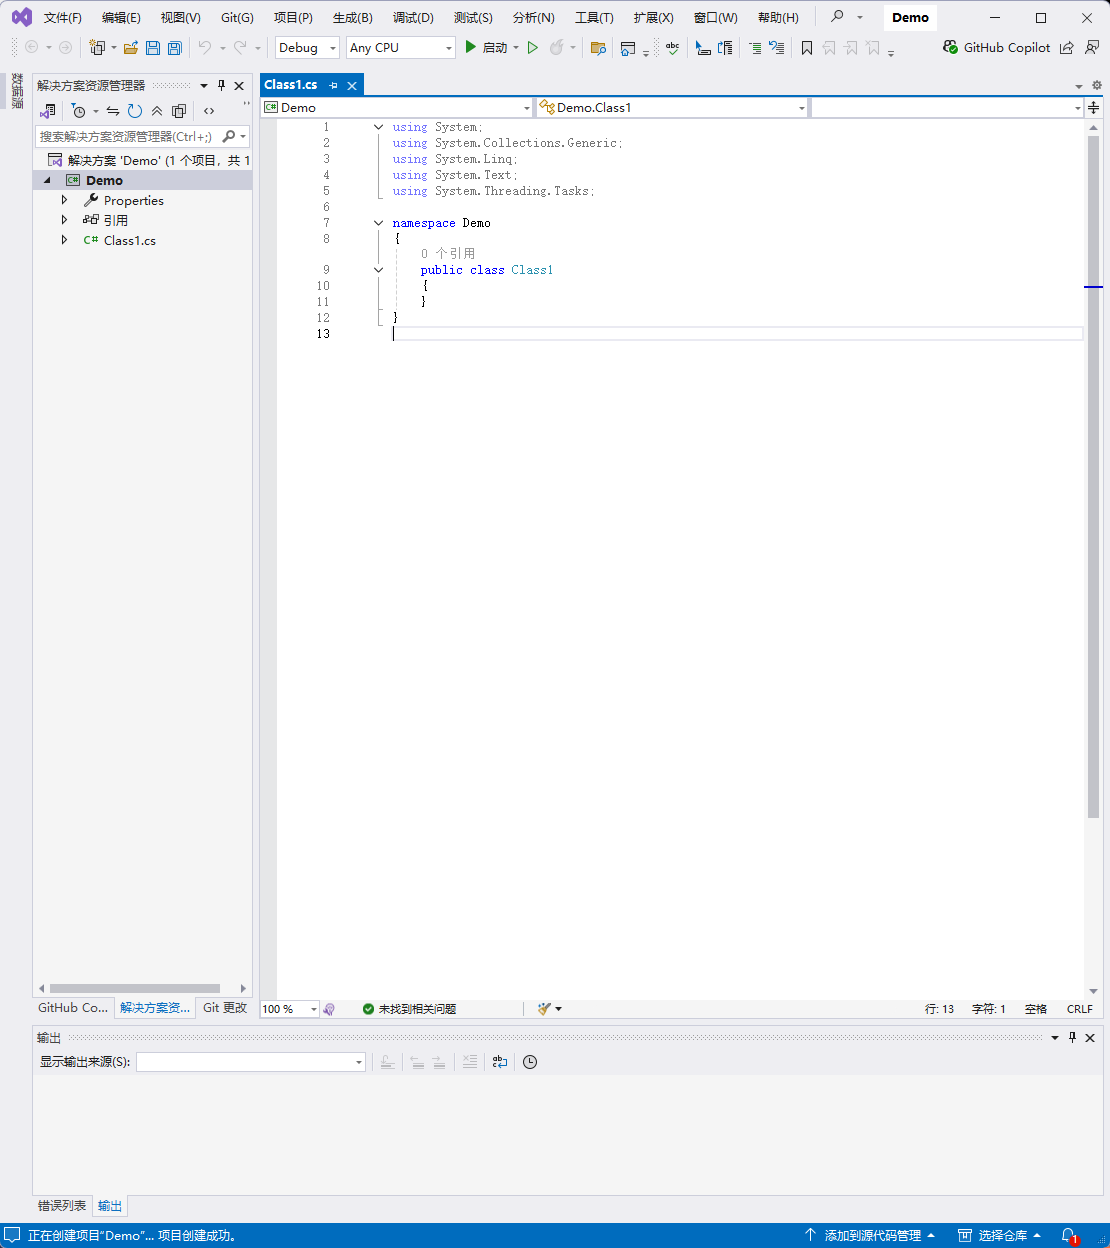 文件(F) 编辑(E) 视图(V) Git(G) 项目(P) 生成(B) 调试(D) 测试(S) 分析(N) 工具(T) 扩展(X) 窗口(W) 帮助(H) Demo
Debug Any CPU 启动 abc GitHub Copilot
数据源
解决方案资源管理器
搜索解决方案资源管理器(Ctrl+;)
解决方案 'Demo' (1 个项目，共 1
C# Demo
Properties
引用
C# Class1.cs
GitHub Co... 解决方案资... Git 更改
Class1.cs
C# Demo Demo.Class1
1 using System;
2 using System.Collections.Generic;
3 using System.Linq;
4 using System.Text;
5 using System.Threading.Tasks;
6
7 namespace Demo
8 {
0 个引用
9 public class Class1
10 {
11 }
12 }
13
100 % 未找到相关问题 行: 13 字符: 1 空格 CRLF
输出
显示输出来源(S): ab
错误列表 输出
正在创建项目“Demo”... 项目创建成功。 添加到源代码管理 选择仓库 1